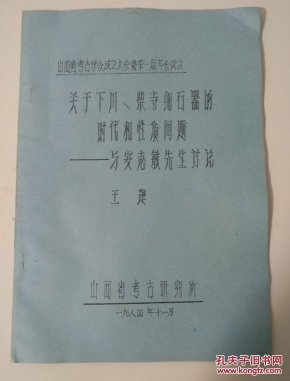 山西省考古学会成立大会暨第一届年会论文
关于下川、柴寺细石器的
时代和性质问题
——与安志敏先生讨论
王建
山西省考古研究所
一九八四年十一月
孔夫子旧书网